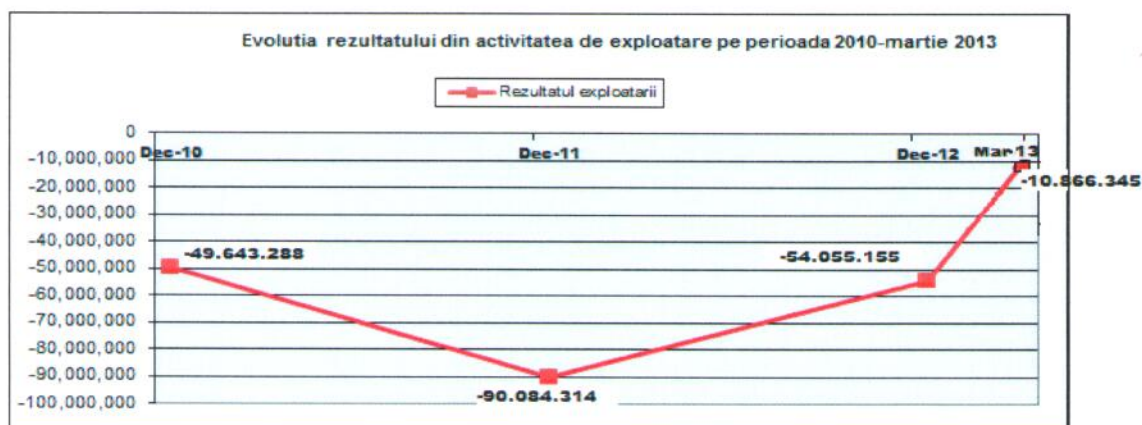 Evolutia rezultatului din activitatea de exploatare pe perioada 2010-martie 2013
Rezultatul exploatarii
0
Dec-10
Dec-11
Dec-12
Mar-13
-10,000,000
-10.866.345
-20,000,000
-30,000,000
-40,000,000
-49.643.288
-54.055.155
-50,000,000
-60,000,000
-70,000,000
-80,000,000
-90,000,000
-90.084.314
-100,000,000